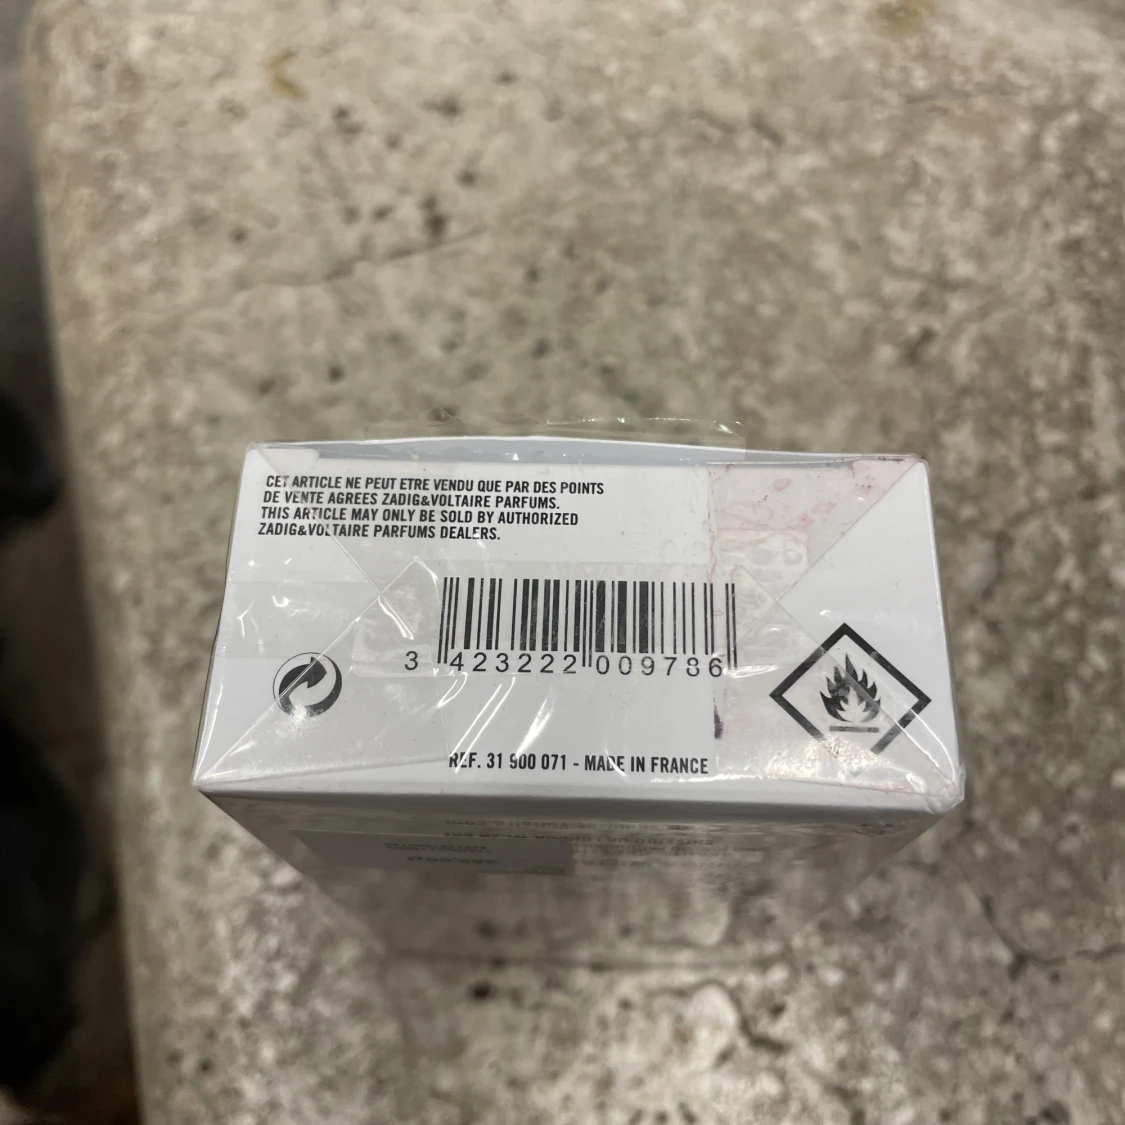 CET ARTICLE NE PEUT ETRE VENDU QUE PAR DES POINTS
DE VENTE AGREES ZADIG&VOLTAIRE PARFUMS.
THIS ARTICLE MAY ONLY BE SOLD BY AUTHORIZED
ZADIG&VOLTAIRE PARFUMS DEALERS.
3 423222 009786
REF. 31 900 071 - MADE IN FRANCE